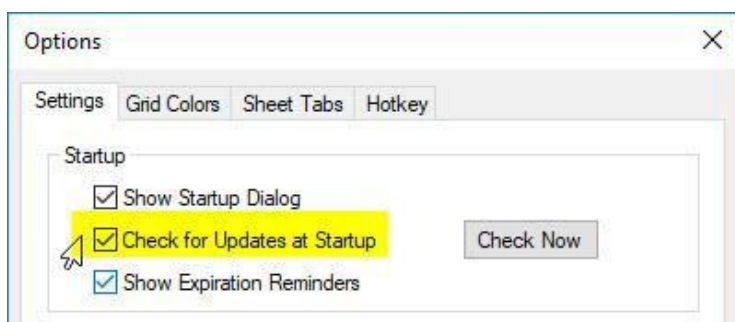 Options
Settings Grid Colors Sheet Tabs Hotkey
Startup
Show Startup Dialog
Check for Updates at Startup Check Now
Show Expiration Reminders